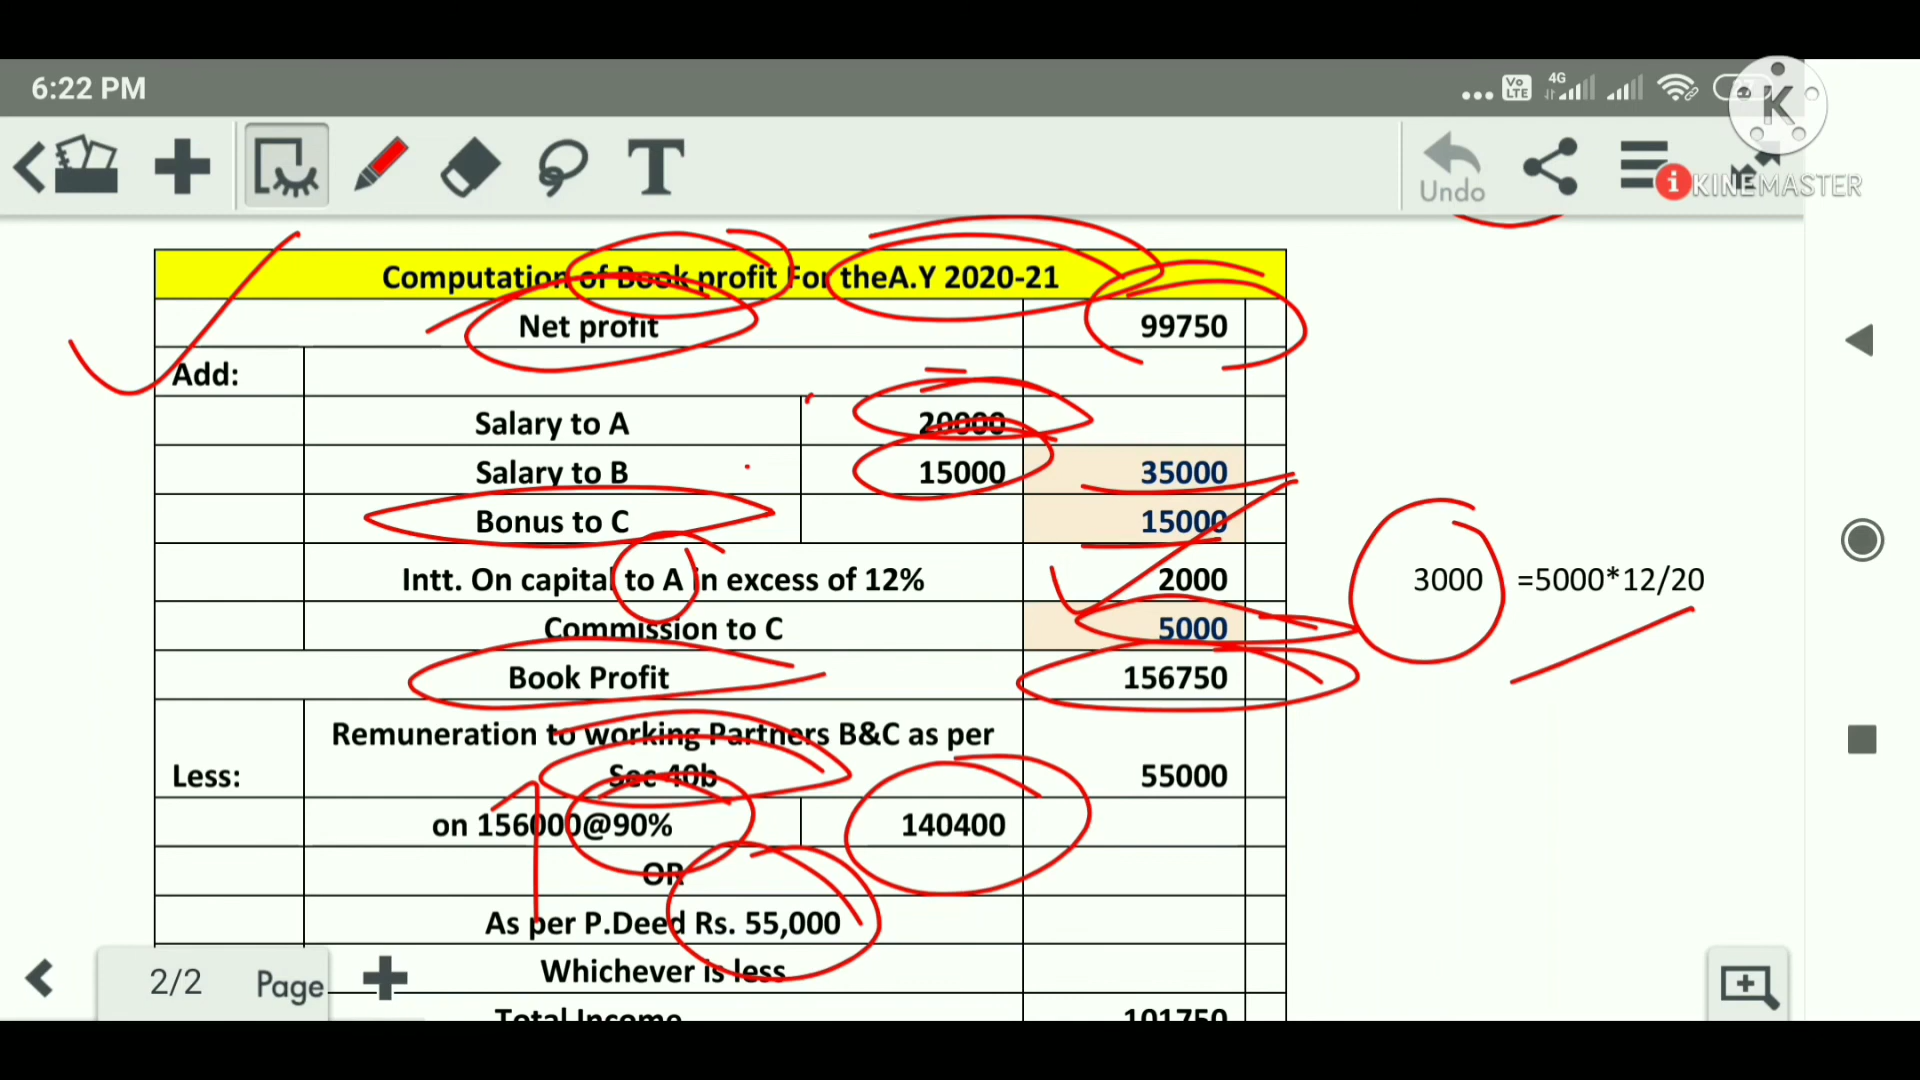 6:22 PM
Vo LTE 4G
K
T
Undo
i KINEMASTER
Computation of Book profit For theA.Y 2020-21
Net profit 99750
Add:
Salary to A 20000
Salary to B 15000 35000
Bonus to C 15000
Intt. On capital to A in excess of 12% 2000 3000 =5000*12/20
Commission to C 5000
Book Profit 156750
Remuneration to working Partners B&C as per
Less: Sec 40b 55000
on 156000@90% 140400
OR
As per P.Deed Rs. 55,000
Whichever is less
2/2 Page
Total Income 101750